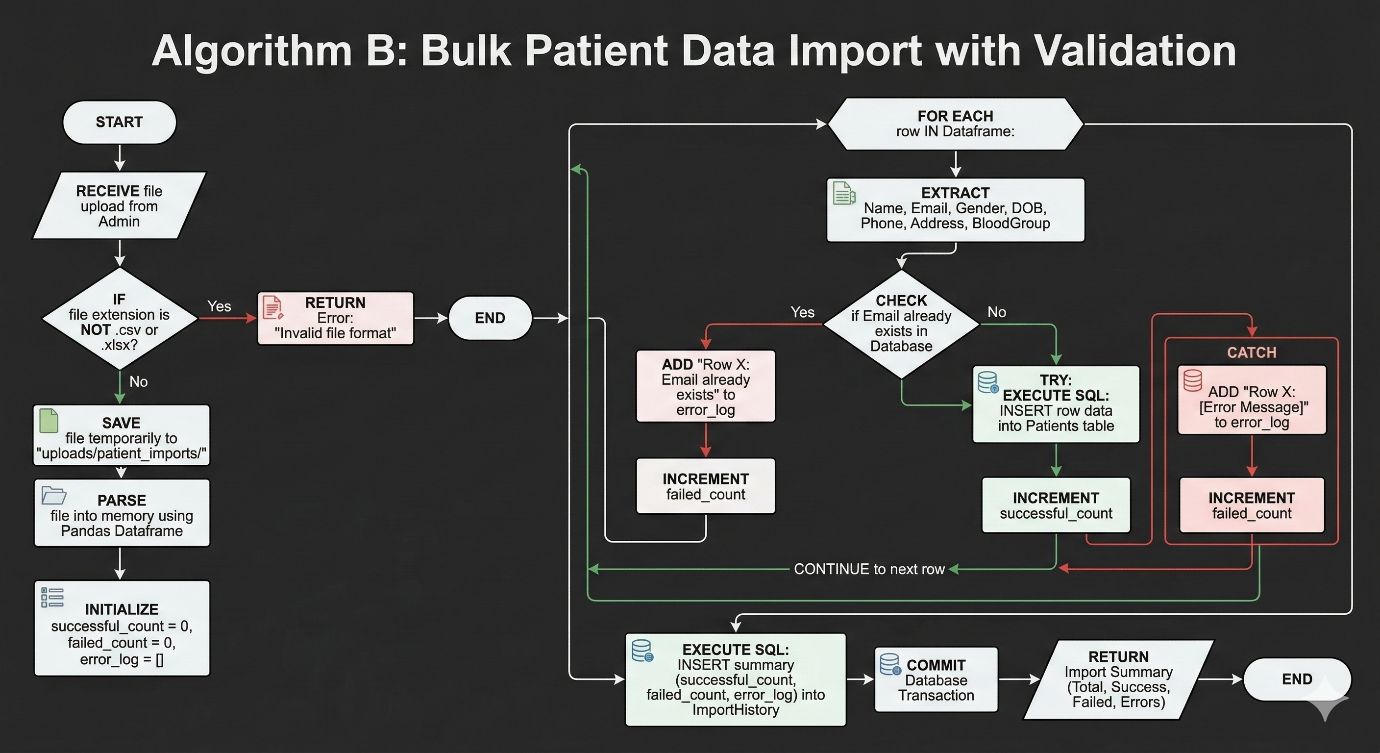 Algorithm B: Bulk Patient Data Import with Validation
START
RECEIVE file
upload from
Admin
IF
file extension is
NOT .csv or
.xlsx?
Yes
No
RETURN
Error:
"Invalid file format"
END
SAVE
file temporarily to
"uploads/patient_imports/"
PARSE
file into memory using
Pandas Dataframe
INITIALIZE
successful_count = 0,
failed_count = 0,
error_log = []
FOR EACH
row IN Dataframe:
EXTRACT
Name, Email, Gender, DOB,
Phone, Address, BloodGroup
CHECK
if Email already
exists in
Database
Yes
No
ADD "Row X:
Email already
exists" to
error_log
INCREMENT
failed_count
TRY:
EXECUTE SQL:
INSERT row data
into Patients table
INCREMENT
successful_count
CATCH
ADD "Row X:
[Error Message]"
to error_log
INCREMENT
failed_count
CONTINUE to next row
EXECUTE SQL:
INSERT summary
(successful_count,
failed_count, error_log) into
ImportHistory
COMMIT
Database
Transaction
RETURN
Import Summary
(Total, Success,
Failed, Errors)
END